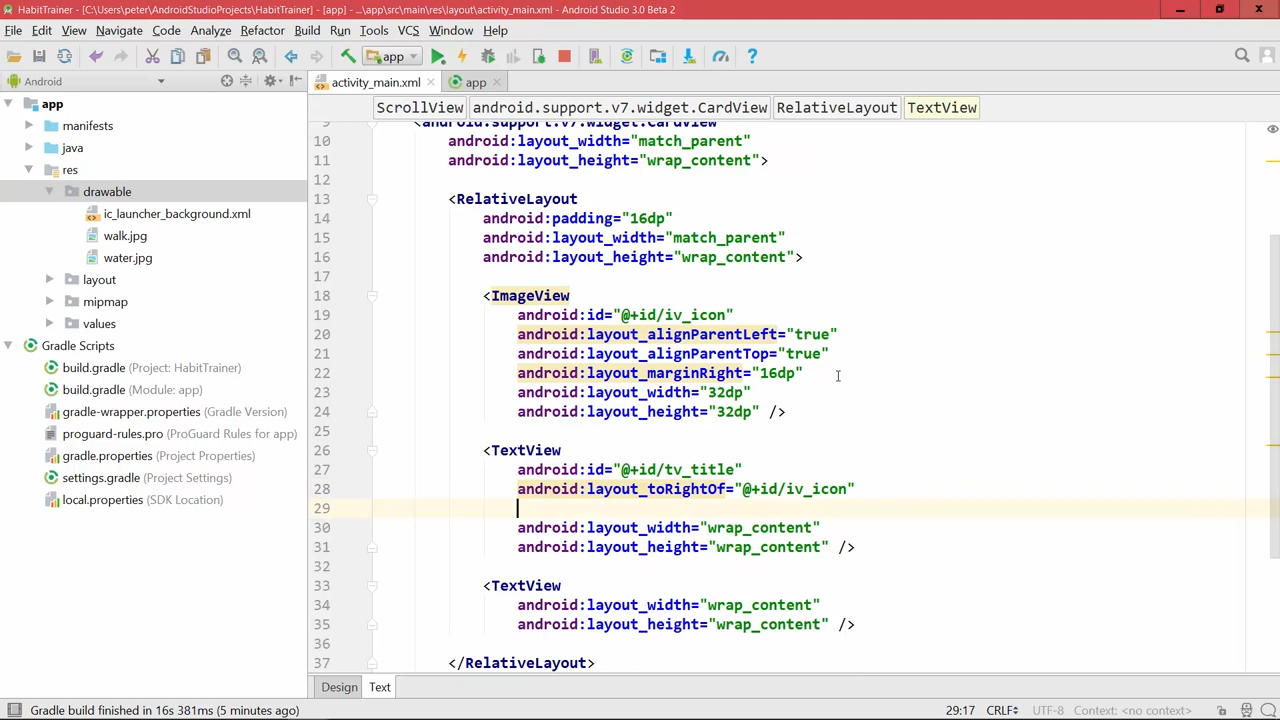 HabitTrainer - [C:\Users\peter\AndroidStudioProjects\HabitTrainer] - [app] - ...\app\src\main\res\layout\activity_main.xml - Android Studio 3.0 Beta 2
File Edit View Navigate Code Analyze Refactor Build Run Tools VCS Window Help
app
Android
activity_main.xml
app
ScrollView android.support.v7.widget.CardView RelativeLayout TextView
app
manifests
java
res
drawable
ic_launcher_background.xml
walk.jpg
water.jpg
layout
mipmap
values
Gradle Scripts
build.gradle (Project: HabitTrainer)
build.gradle (Module: app)
gradle-wrapper.properties (Gradle Version)
proguard-rules.pro (ProGuard Rules for app)
gradle.properties (Project Properties)
settings.gradle (Project Settings)
local.properties (SDK Location)
9 <android.support.v7.widget.CardView
10 android:layout_width="match_parent"
11 android:layout_height="wrap_content">
12
13 <RelativeLayout
14 android:padding="16dp"
15 android:layout_width="match_parent"
16 android:layout_height="wrap_content">
17
18 <ImageView
19 android:id="@+id/iv_icon"
20 android:layout_alignParentLeft="true"
21 android:layout_alignParentTop="true"
22 android:layout_marginRight="16dp"
23 android:layout_width="32dp"
24 android:layout_height="32dp" />
25
26 <TextView
27 android:id="@+id/tv_title"
28 android:layout_toRightOf="@+id/iv_icon"
29
30 android:layout_width="wrap_content"
31 android:layout_height="wrap_content" />
32
33 <TextView
34 android:layout_width="wrap_content"
35 android:layout_height="wrap_content" />
36
37 </RelativeLayout>
Design Text
Gradle build finished in 16s 381ms (5 minutes ago)
29:17 CRLF UTF-8 Context: <no context>